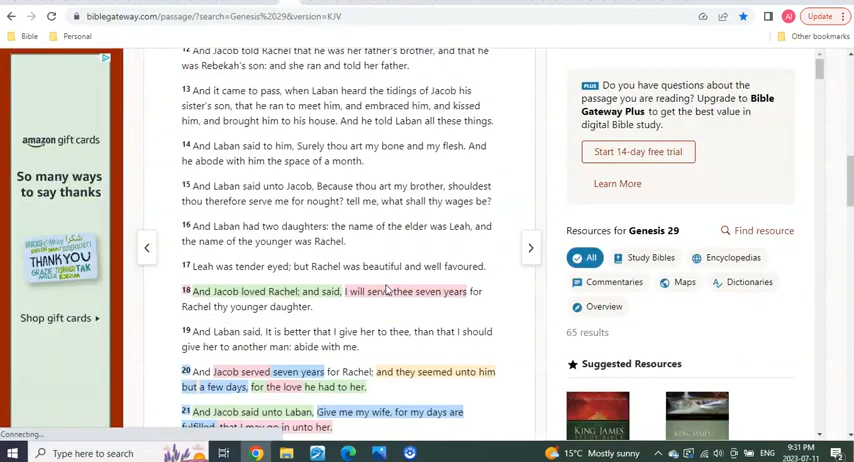 biblegateway.com/passage/?search=Genesis%2029&version=KJV
AI
Update
Bible
Personal
Other bookmarks
12 And Jacob told Rachel that he was her father's brother, and that he
was Rebekah's son: and she ran and told her father.
13 And it came to pass, when Laban heard the tidings of Jacob his
sister's son, that he ran to meet him, and embraced him, and kissed
him, and brought him to his house. And he told Laban all these things.
14 And Laban said to him, Surely thou art my bone and my flesh. And
he abode with him the space of a month.
15 And Laban said unto Jacob, Because thou art my brother, shouldest
thou therefore serve me for nought? tell me, what shall thy wages be?
16 And Laban had two daughters: the name of the elder was Leah, and
the name of the younger was Rachel.
17 Leah was tender eyed; but Rachel was beautiful and well favoured.
18 And Jacob loved Rachel; and said, I will serve thee seven years for
Rachel thy younger daughter.
19 And Laban said, It is better that I give her to thee, than that I should
give her to another man: abide with me.
20 And Jacob served seven years for Rachel; and they seemed unto him
but a few days, for the love he had to her.
21 And Jacob said unto Laban, Give me my wife, for my days are
fulfilled, that I may go in unto her.
amazon gift cards
So many ways
to say thanks
THANK
YOU
GRAZIE
Shop gift cards
PLUS Do you have questions about the
passage you are reading? Upgrade to Bible
Gateway Plus to get the best value in
digital Bible study.
Start 14-day free trial
Learn More
Resources for Genesis 29
Find resource
All
Study Bibles
Encyclopedias
Commentaries
Maps
Dictionaries
Overview
65 results
Suggested Resources
KING JAMES
KING JAMES
Connecting...
Type here to search
15°C Mostly sunny
ENG
9:31 PM
2023-07-11
2